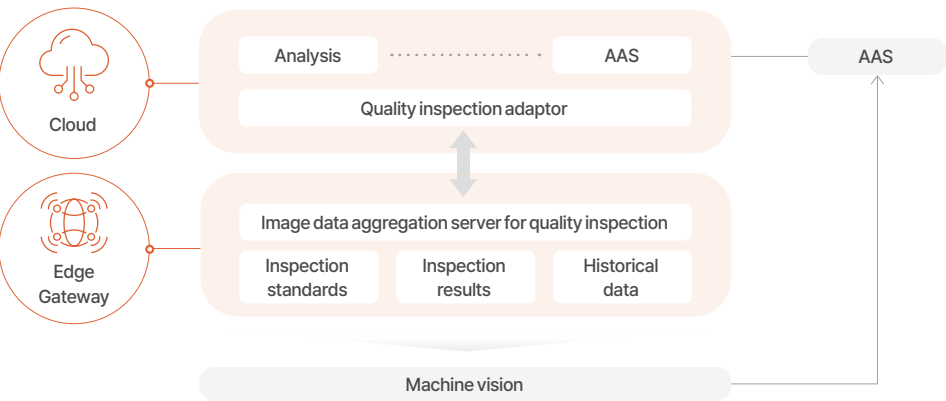 Cloud
Analysis
AAS
Quality inspection adaptor
AAS
Edge
Gateway
Image data aggregation server for quality inspection
Inspection
standards
Inspection
results
Historical
data
Machine vision